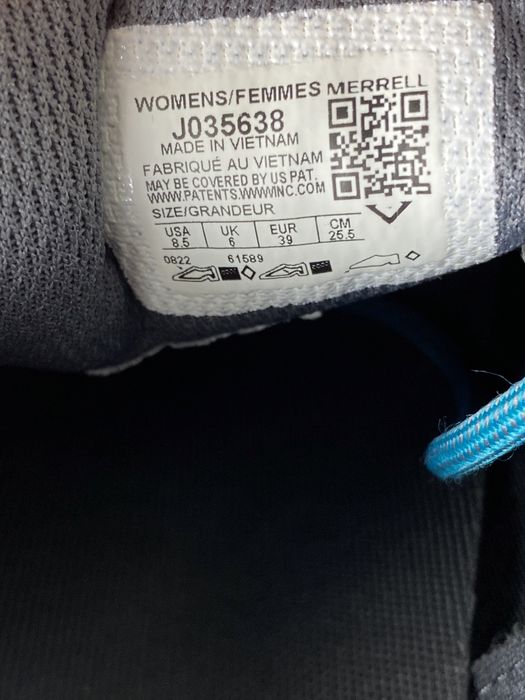 WOMENS/FEMMES MERRELL
J035638
MADE IN VIETNAM
FABRIQUÉ AU VIETNAM
MAY BE COVERED BY US PAT.
WWW.PATENTS.WWMNC.COM
SIZE/GRANDEUR
USA UK EUR CM
8.5 6 39 25.5
0822 61589